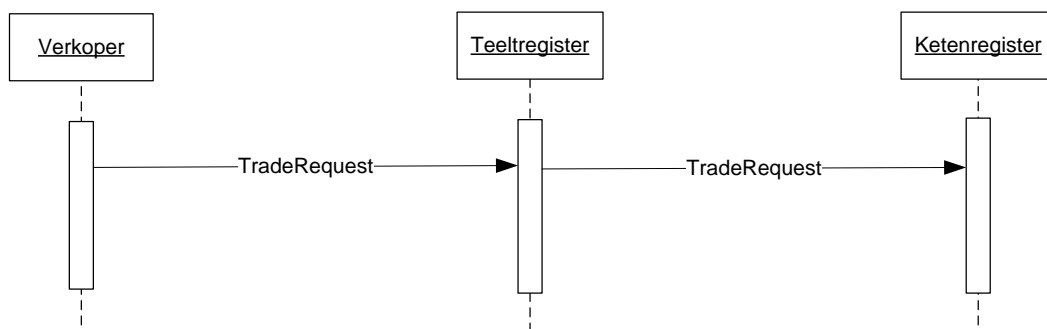 Verkoper
Teeltregister
Ketenregister
TradeRequest
TradeRequest